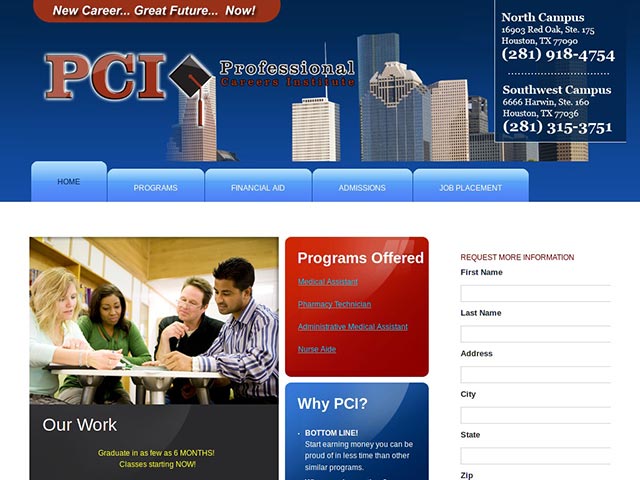 New Career... Great Future... Now!
PCI
Professional
Careers Institute
North Campus
16903 Red Oak, Ste. 175
Houston, TX 77090
(281) 918-4754
Southwest Campus
6666 Harwin, Ste. 160
Houston, TX 77036
(281) 315-3751
HOME
PROGRAMS
FINANCIAL AID
ADMISSIONS
JOB PLACEMENT
Our Work
Graduate in as few as 6 MONTHS!
Classes starting NOW!
Programs Offered
Medical Assistant
Pharmacy Technician
Administrative Medical Assistant
Nurse Aide
Why PCI?
BOTTOM LINE!
Start earning money you can be
proud of in less time than other
similar programs.
REQUEST MORE INFORMATION
First Name
Last Name
Address
City
State
Zip